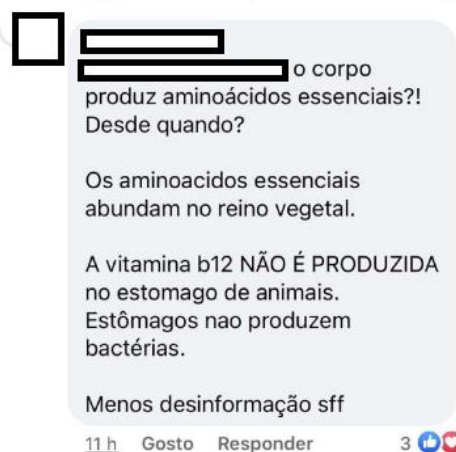 o corpo
produz aminoácidos essenciais?!
Desde quando?
Os aminoacidos essenciais
abundam no reino vegetal.
A vitamina b12 NÃO É PRODUZIDA
no estomago de animais.
Estômagos nao produzem
bactérias.
Menos desinformação sff
11 h Gosto Responder 3